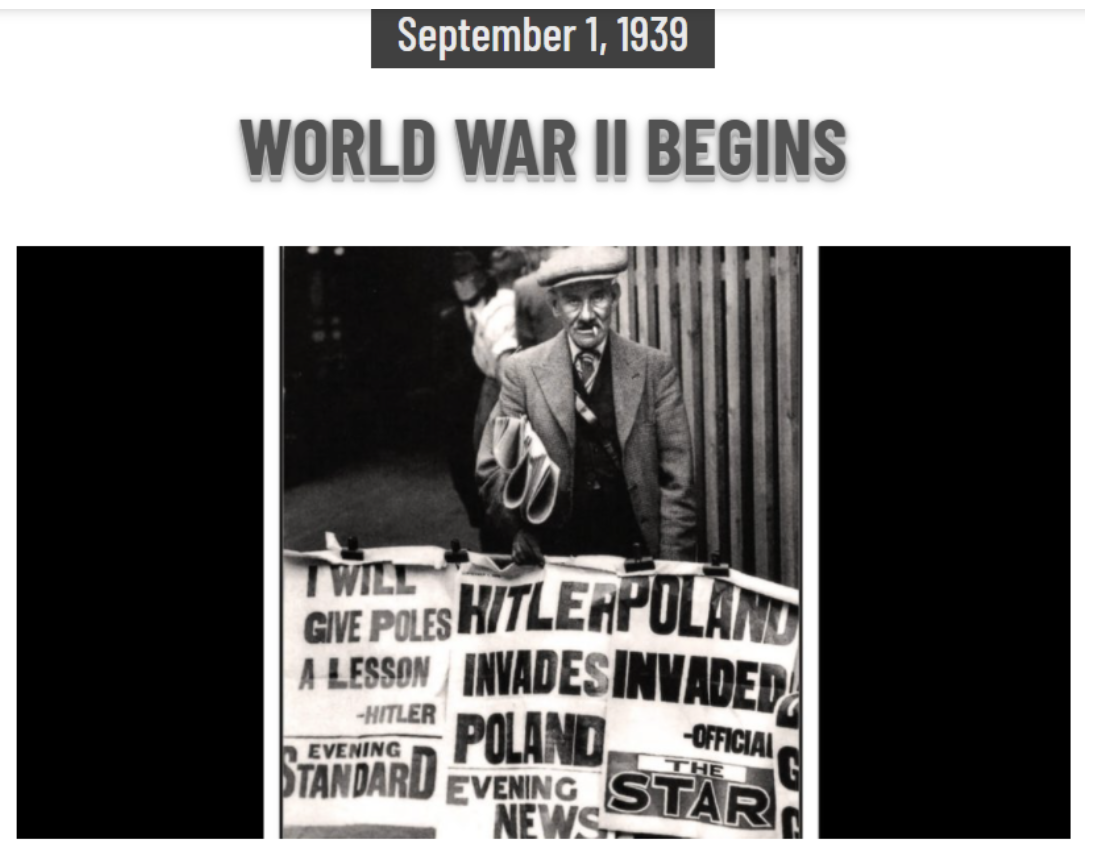 September 1, 1939
WORLD WAR II BEGINS
I WILL
GIVE POLES
A LESSON
-HITLER
EVENING
STANDARD
HITLER
INVADES
POLAND
EVENING
NEWS
POLAND
INVADED
-OFFICIAL
THE
STAR